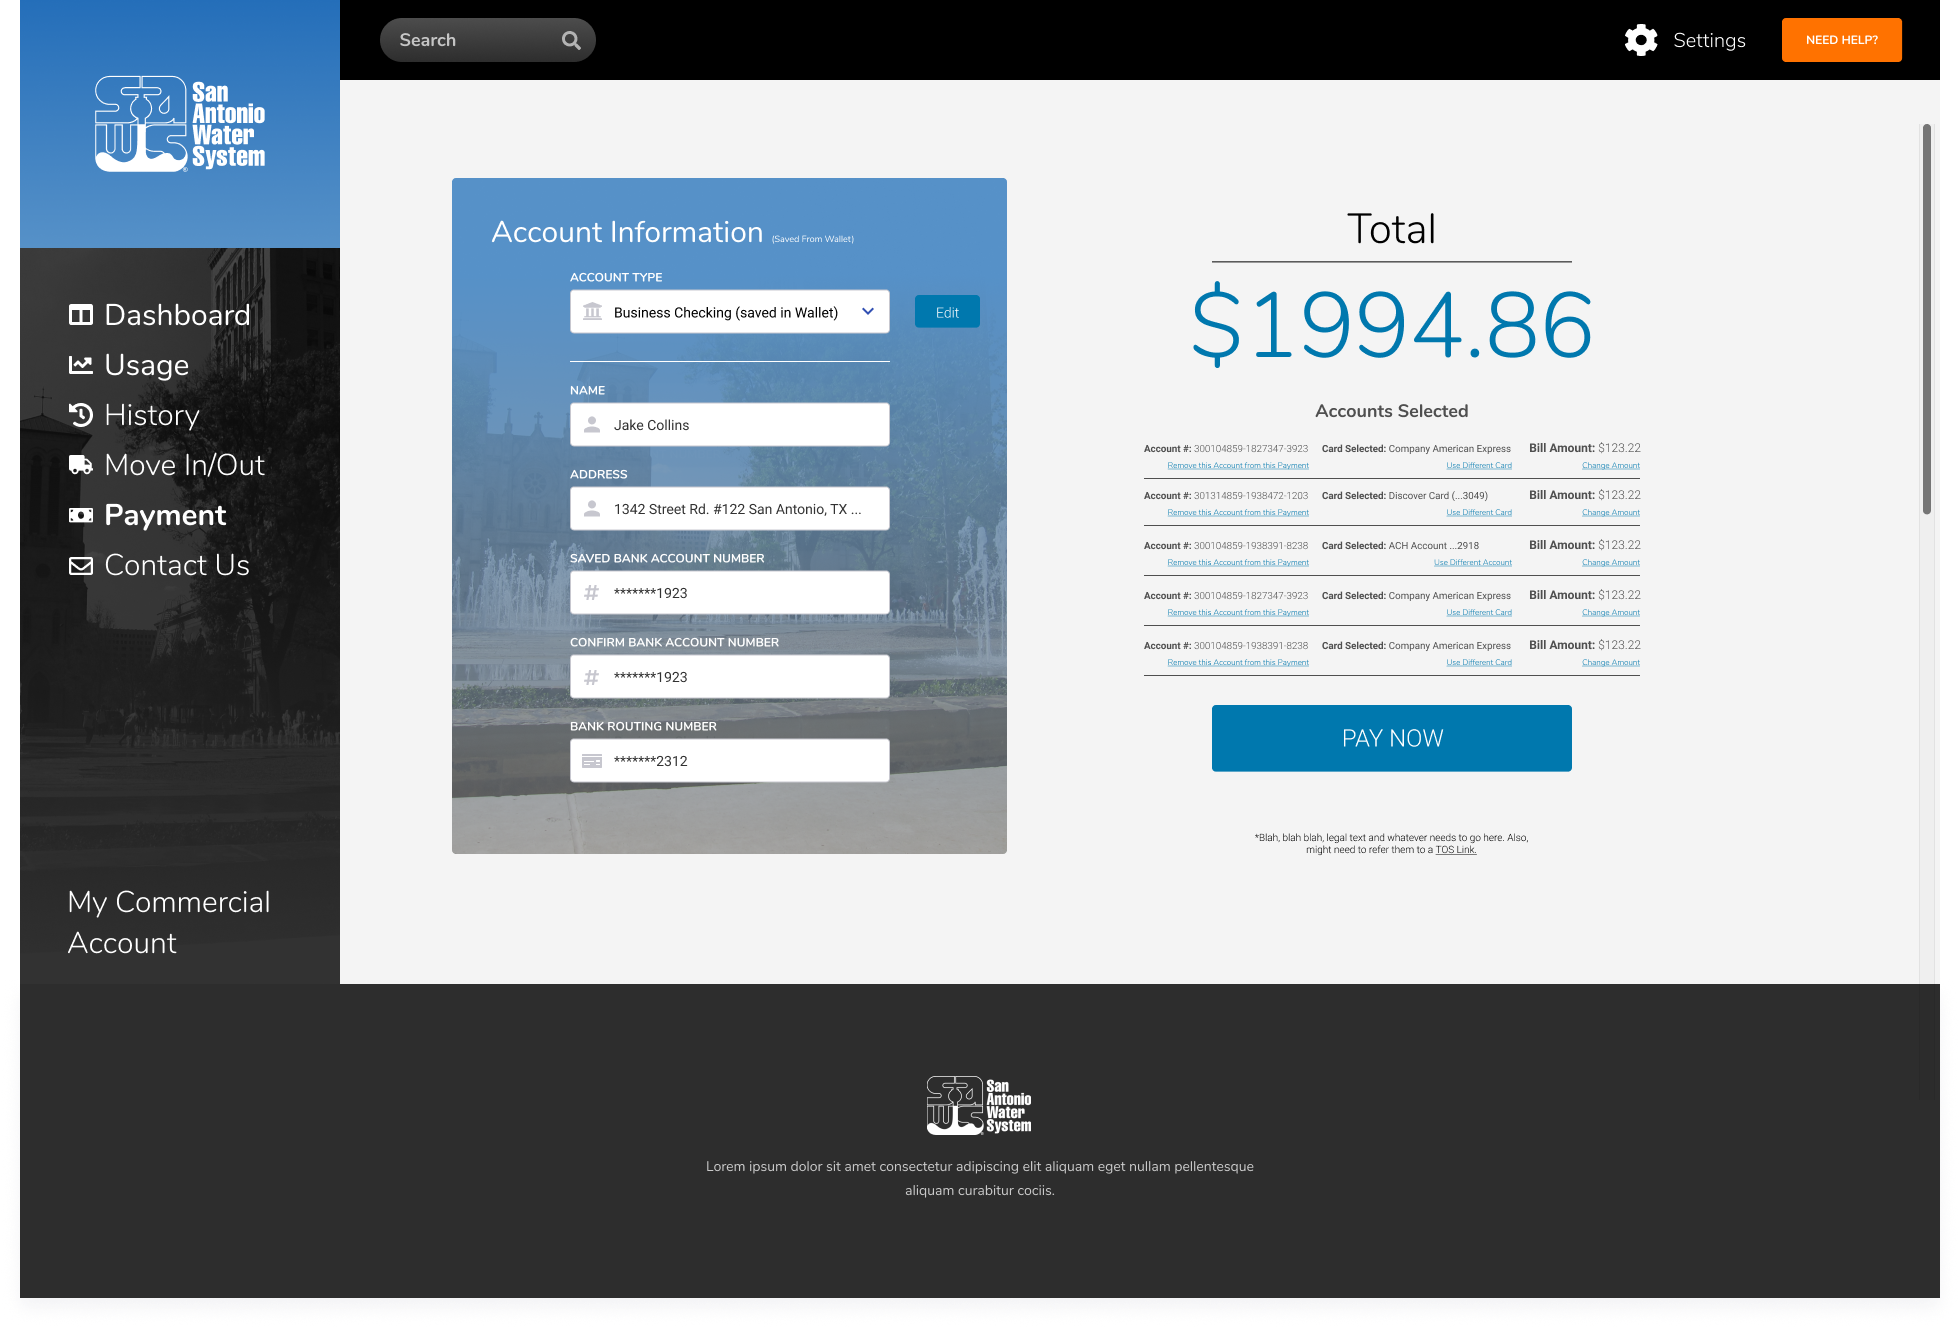 San
Antonio
Water
System
Search
Settings
NEED HELP?
Dashboard
Usage
History
Move In/Out
Payment
Contact Us
My Commercial
Account
Account Information (Saved From Wallet)
ACCOUNT TYPE
Business Checking (saved in Wallet)
Edit
NAME
Jake Collins
ADDRESS
1342 Street Rd. #122 San Antonio, TX ...
SAVED BANK ACCOUNT NUMBER
# *******1923
CONFIRM BANK ACCOUNT NUMBER
# *******1923
BANK ROUTING NUMBER
*******2312
Total
$1994.86
Accounts Selected
Account #: 300104859-1827347-3923 Card Selected: Company American Express Bill Amount: $123.22
Remove this Account from this Payment Use Different Card Change Amount
Account #: 301314859-1938472-1203 Card Selected: Discover Card (...3049) Bill Amount: $123.22
Remove this Account from this Payment Use Different Card Change Amount
Account #: 300104859-1938391-8238 Card Selected: ACH Account ...2918 Bill Amount: $123.22
Remove this Account from this Payment Use Different Account Change Amount
Account #: 300104859-1827347-3923 Card Selected: Company American Express Bill Amount: $123.22
Remove this Account from this Payment Use Different Card Change Amount
Account #: 300104859-1938391-8238 Card Selected: Company American Express Bill Amount: $123.22
Remove this Account from this Payment Use Different Card Change Amount
PAY NOW
*Blah, blah blah, legal text and whatever needs to go here. Also,
might need to refer them to a TOS Link.
San
Antonio
Water
System
Lorem ipsum dolor sit amet consectetur adipiscing elit aliquam eget nullam pellentesque
aliquam curabitur cociis.